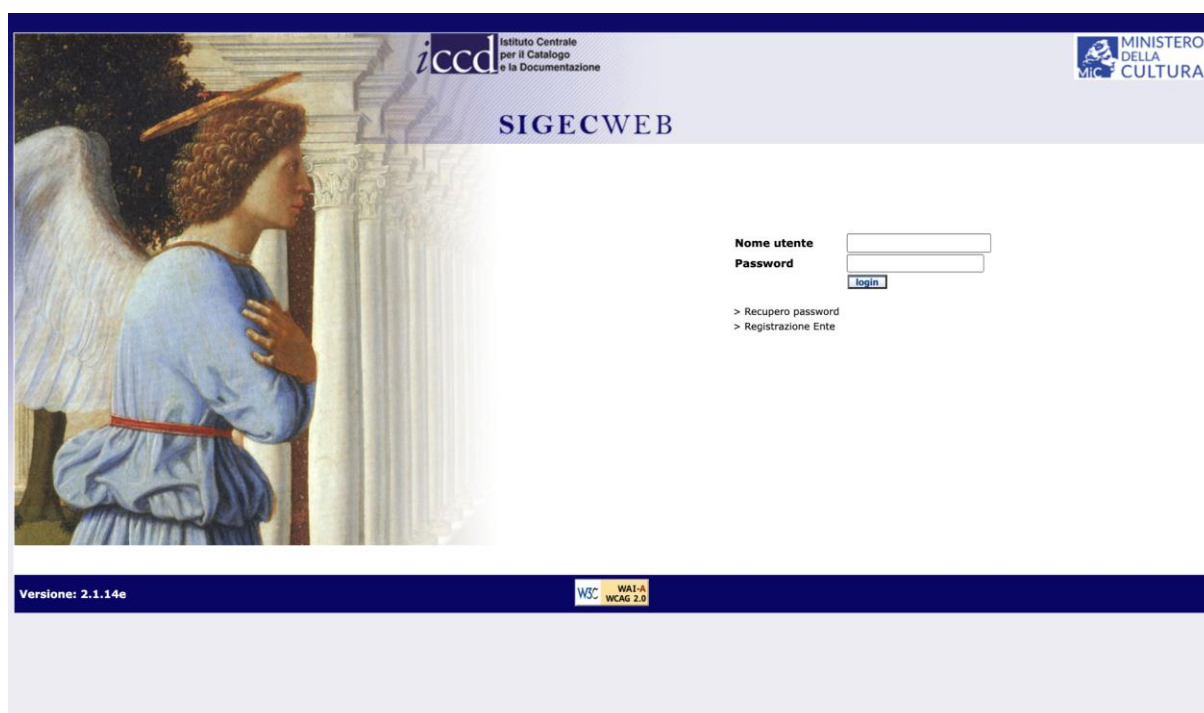 iccd
Istituto Centrale
per il Catalogo
e la Documentazione
MiC
MINISTERO
DELLA
CULTURA
SIGECWEB
Nome utente
Password
login
> Recupero password
> Registrazione Ente
Versione: 2.1.14e
W3C WAI-A
WCAG 2.0